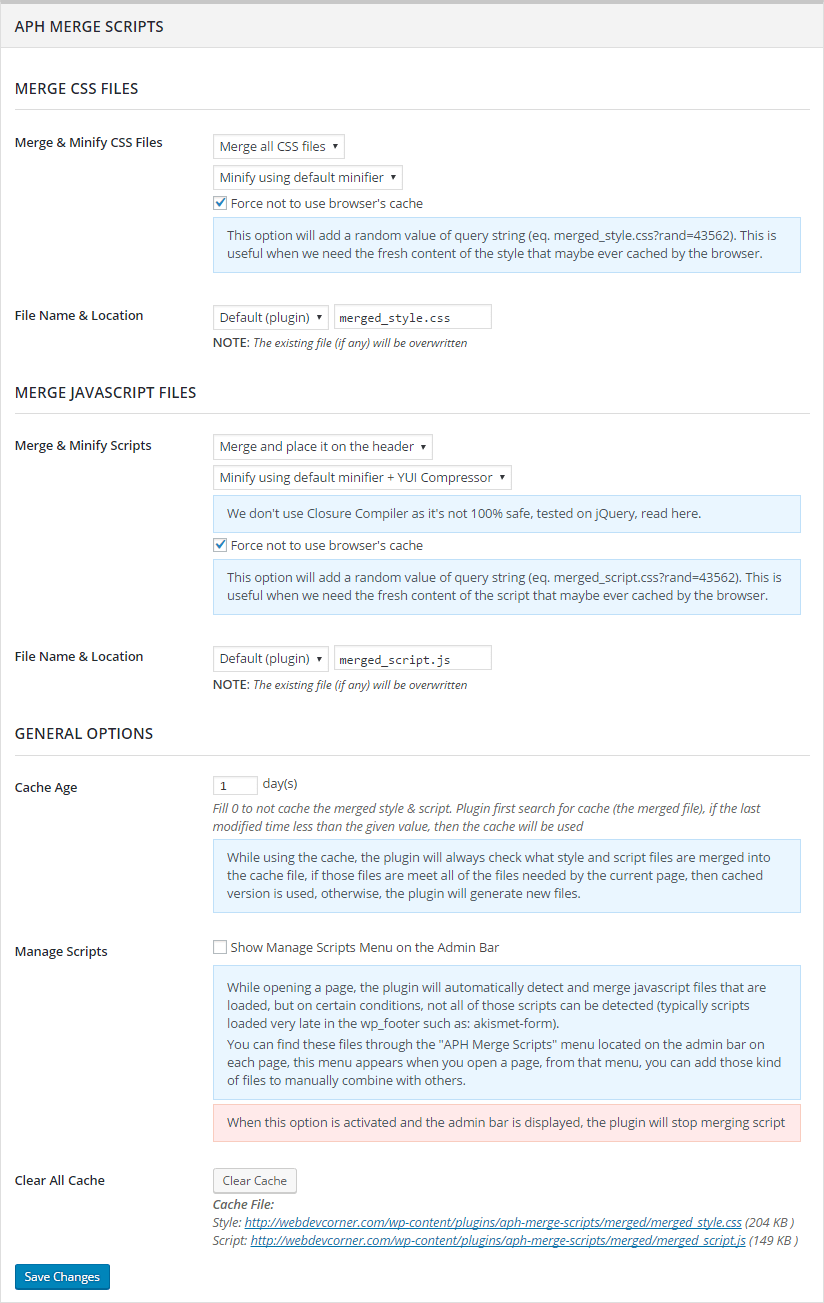 APH MERGE SCRIPTS
MERGE CSS FILES
Merge & Minify CSS Files
Merge all CSS files
Minify using default minifier
Force not to use browser's cache
This option will add a random value of query string (eq. merged_style.css?rand=43562). This is
useful when we need the fresh content of the style that maybe ever cached by the browser.
File Name & Location
Default (plugin) merged_style.css
NOTE: The existing file (if any) will be overwritten
MERGE JAVASCRIPT FILES
Merge & Minify Scripts
Merge and place it on the header
Minify using default minifier + YUI Compressor
We don't use Closure Compiler as it's not 100% safe, tested on jQuery, read here.
Force not to use browser's cache
This option will add a random value of query string (eq. merged_script.css?rand=43562). This is
useful when we need the fresh content of the script that maybe ever cached by the browser.
File Name & Location
Default (plugin) merged_script.js
NOTE: The existing file (if any) will be overwritten
GENERAL OPTIONS
Cache Age
1 day(s)
Fill 0 to not cache the merged style & script. Plugin first search for cache (the merged file), if the last
modified time less than the given value, then the cache will be used
While using the cache, the plugin will always check what style and script files are merged into
the cache file, if those files are meet all of the files needed by the current page, then cached
version is used, otherwise, the plugin will generate new files.
Manage Scripts
Show Manage Scripts Menu on the Admin Bar
While opening a page, the plugin will automatically detect and merge javascript files that are
loaded, but on certain conditions, not all of those scripts can be detected (typically scripts
loaded very late in the wp_footer such as: akismet-form).
You can find these files through the "APH Merge Scripts" menu located on the admin bar on
each page, this menu appears when you open a page, from that menu, you can add those kind
of files to manually combine with others.
When this option is activated and the admin bar is displayed, the plugin will stop merging script
Clear All Cache
Clear Cache
Cache File:
Style: http://webdevcorner.com/wp-content/plugins/aph-merge-scripts/merged/merged_style.css (204 KB )
Script: http://webdevcorner.com/wp-content/plugins/aph-merge-scripts/merged/merged_script.js (149 KB )
Save Changes